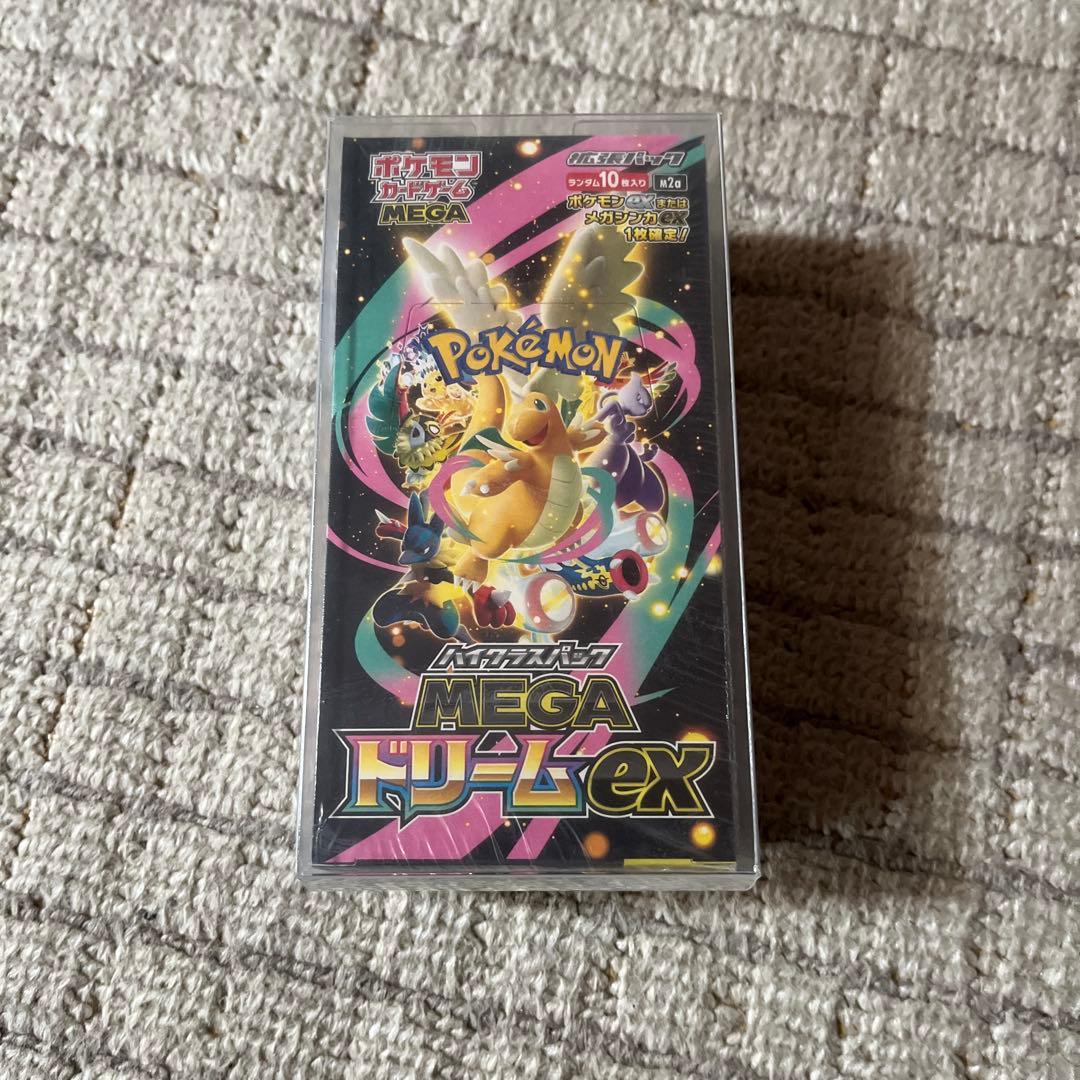 ポケモン
カードゲーム
MEGA
拡張パック
ランダム10枚入り M2a
ポケモンexまたは
メガシンカex
1枚確定!
POKéMON
ハイクラスパック
MEGA
ドリームex